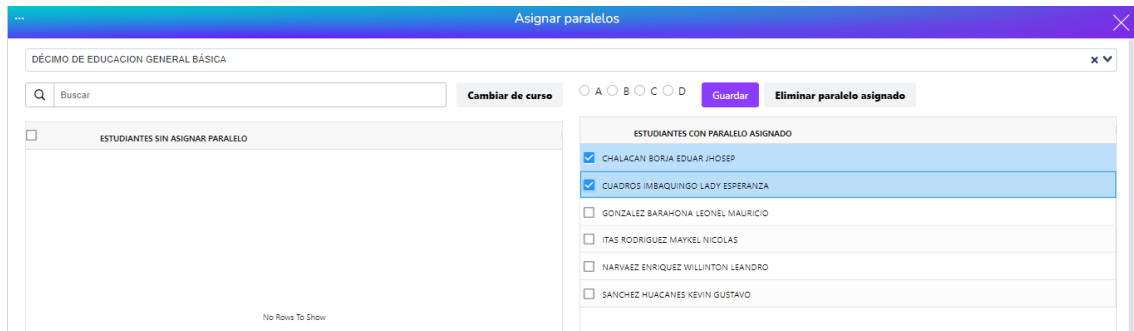 Asignar paralelos
DÉCIMO DE EDUCACION GENERAL BÁSICA
Buscar
Cambiar de curso
A B C D
Guardar
Eliminar paralelo asignado
ESTUDIANTES SIN ASIGNAR PARALELO
No Rows To Show
ESTUDIANTES CON PARALELO ASIGNADO
CHALACAN BORJA EDUAR JHOSEP
CUADROS IMBAQUINGO LADY ESPERANZA
GONZALEZ BARAHONA LEONEL MAURICIO
ITAS RODRIGUEZ MAYKEL NICOLAS
NARVAEZ ENRIQUEZ WILLINTON LEANDRO
SANCHEZ HUACANES KEVIN GUSTAVO